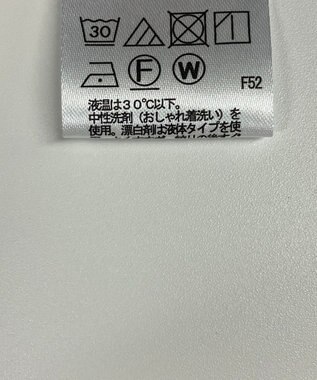 30
F W
F52
液温は30℃以下。
中性洗剤（おしゃれ着洗い）を
使用。漂白剤は液体タイプを使